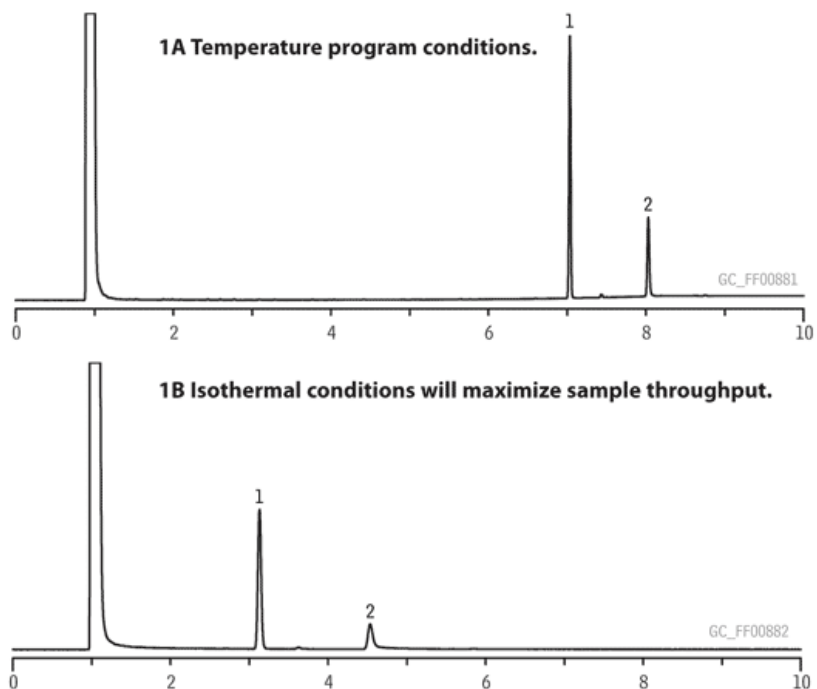 1
1A Temperature program conditions.
2
GC_FF00881
0 2 4 6 8 10
1B Isothermal conditions will maximize sample throughput.
1
2
GC_FF00882
0 2 4 6 8 10